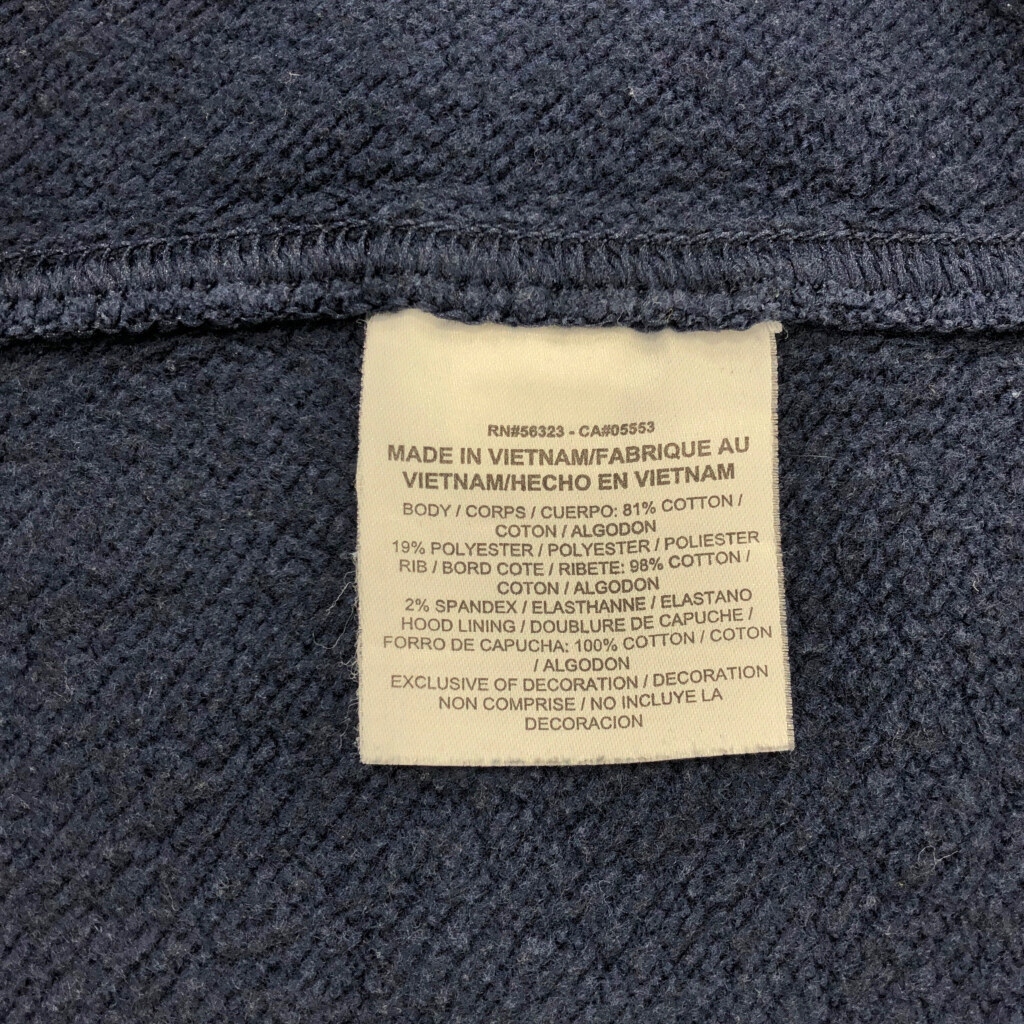 RN#56323 - CA#05553
MADE IN VIETNAM/FABRIQUE AU
VIETNAM/HECHO EN VIETNAM
BODY / CORPS / CUERPO: 81% COTTON /
COTON / ALGODON
19% POLYESTER / POLYESTER / POLIESTER
RIB / BORD COTE / RIBETE: 98% COTTON /
COTON / ALGODON
2% SPANDEX / ELASTHANNE / ELASTANO
HOOD LINING / DOUBLURE DE CAPUCHE /
FORRO DE CAPUCHA: 100% COTTON / COTON
/ ALGODON
EXCLUSIVE OF DECORATION / DECORATION
NON COMPRISE / NO INCLUYE LA
DECORACION